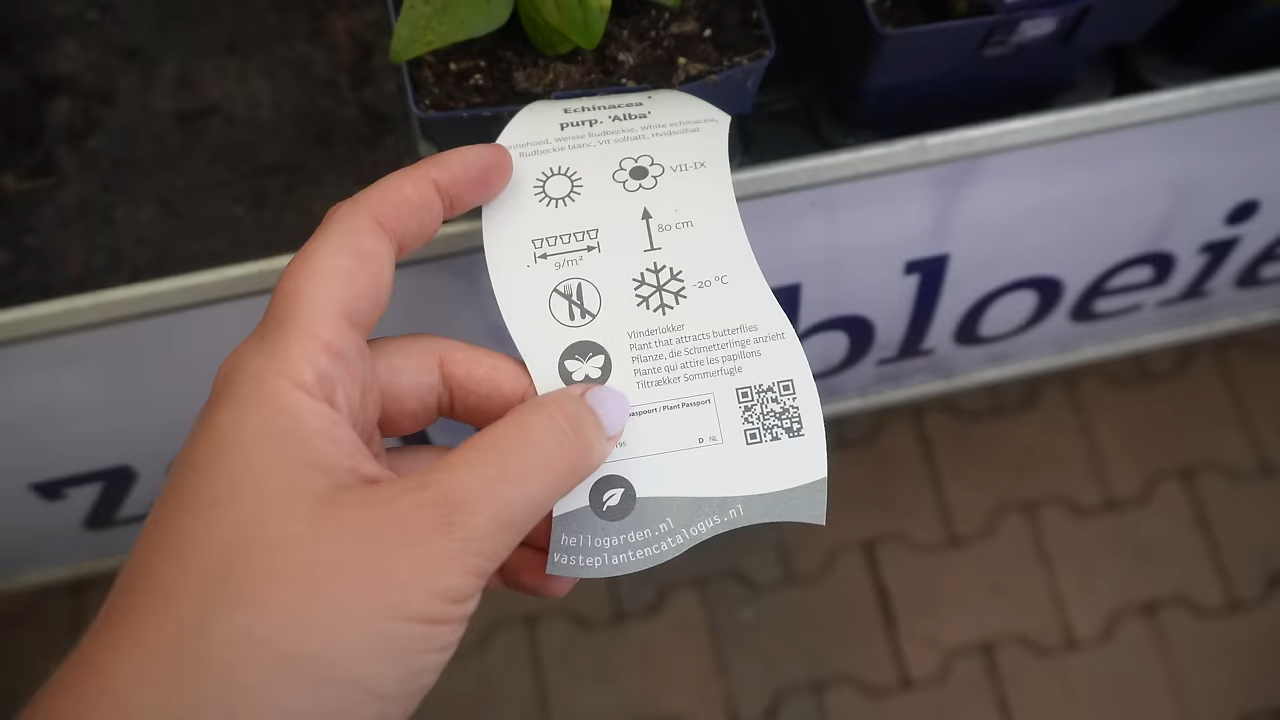 Echinacea
purp. 'Alba'
Weisse Rudbeckie, White echinacea,
Rudbeckie blanc, Vit solhatt, Hvidsolhat
VII-IX
80 cm
9/m²
-20 °C
Vlinderlokker
Plant that attracts butterflies
Pflanze, die Schmetterlinge anzieht
Plante qui attire les papillons
Tiltrækker Sommerfugle
/ Plant Passport
195 D NL
hellogarden.nl
vasteplantencatalogus.nl
bloeie